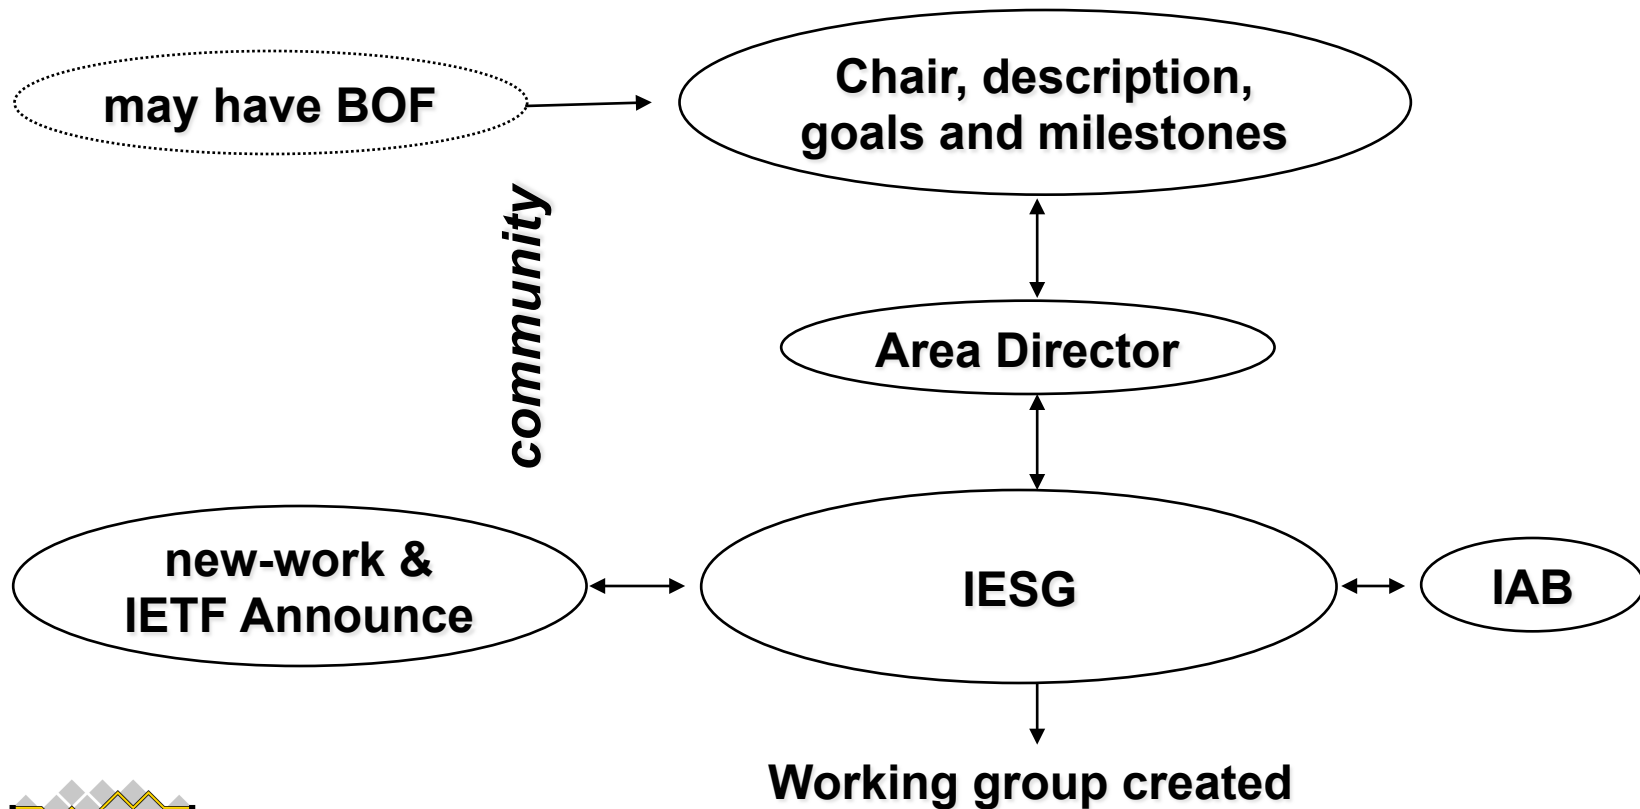 may have BOF
Chair, description,
goals and milestones
community
Area Director
new-work &
IETF Announce
IESG
IAB
Working group created